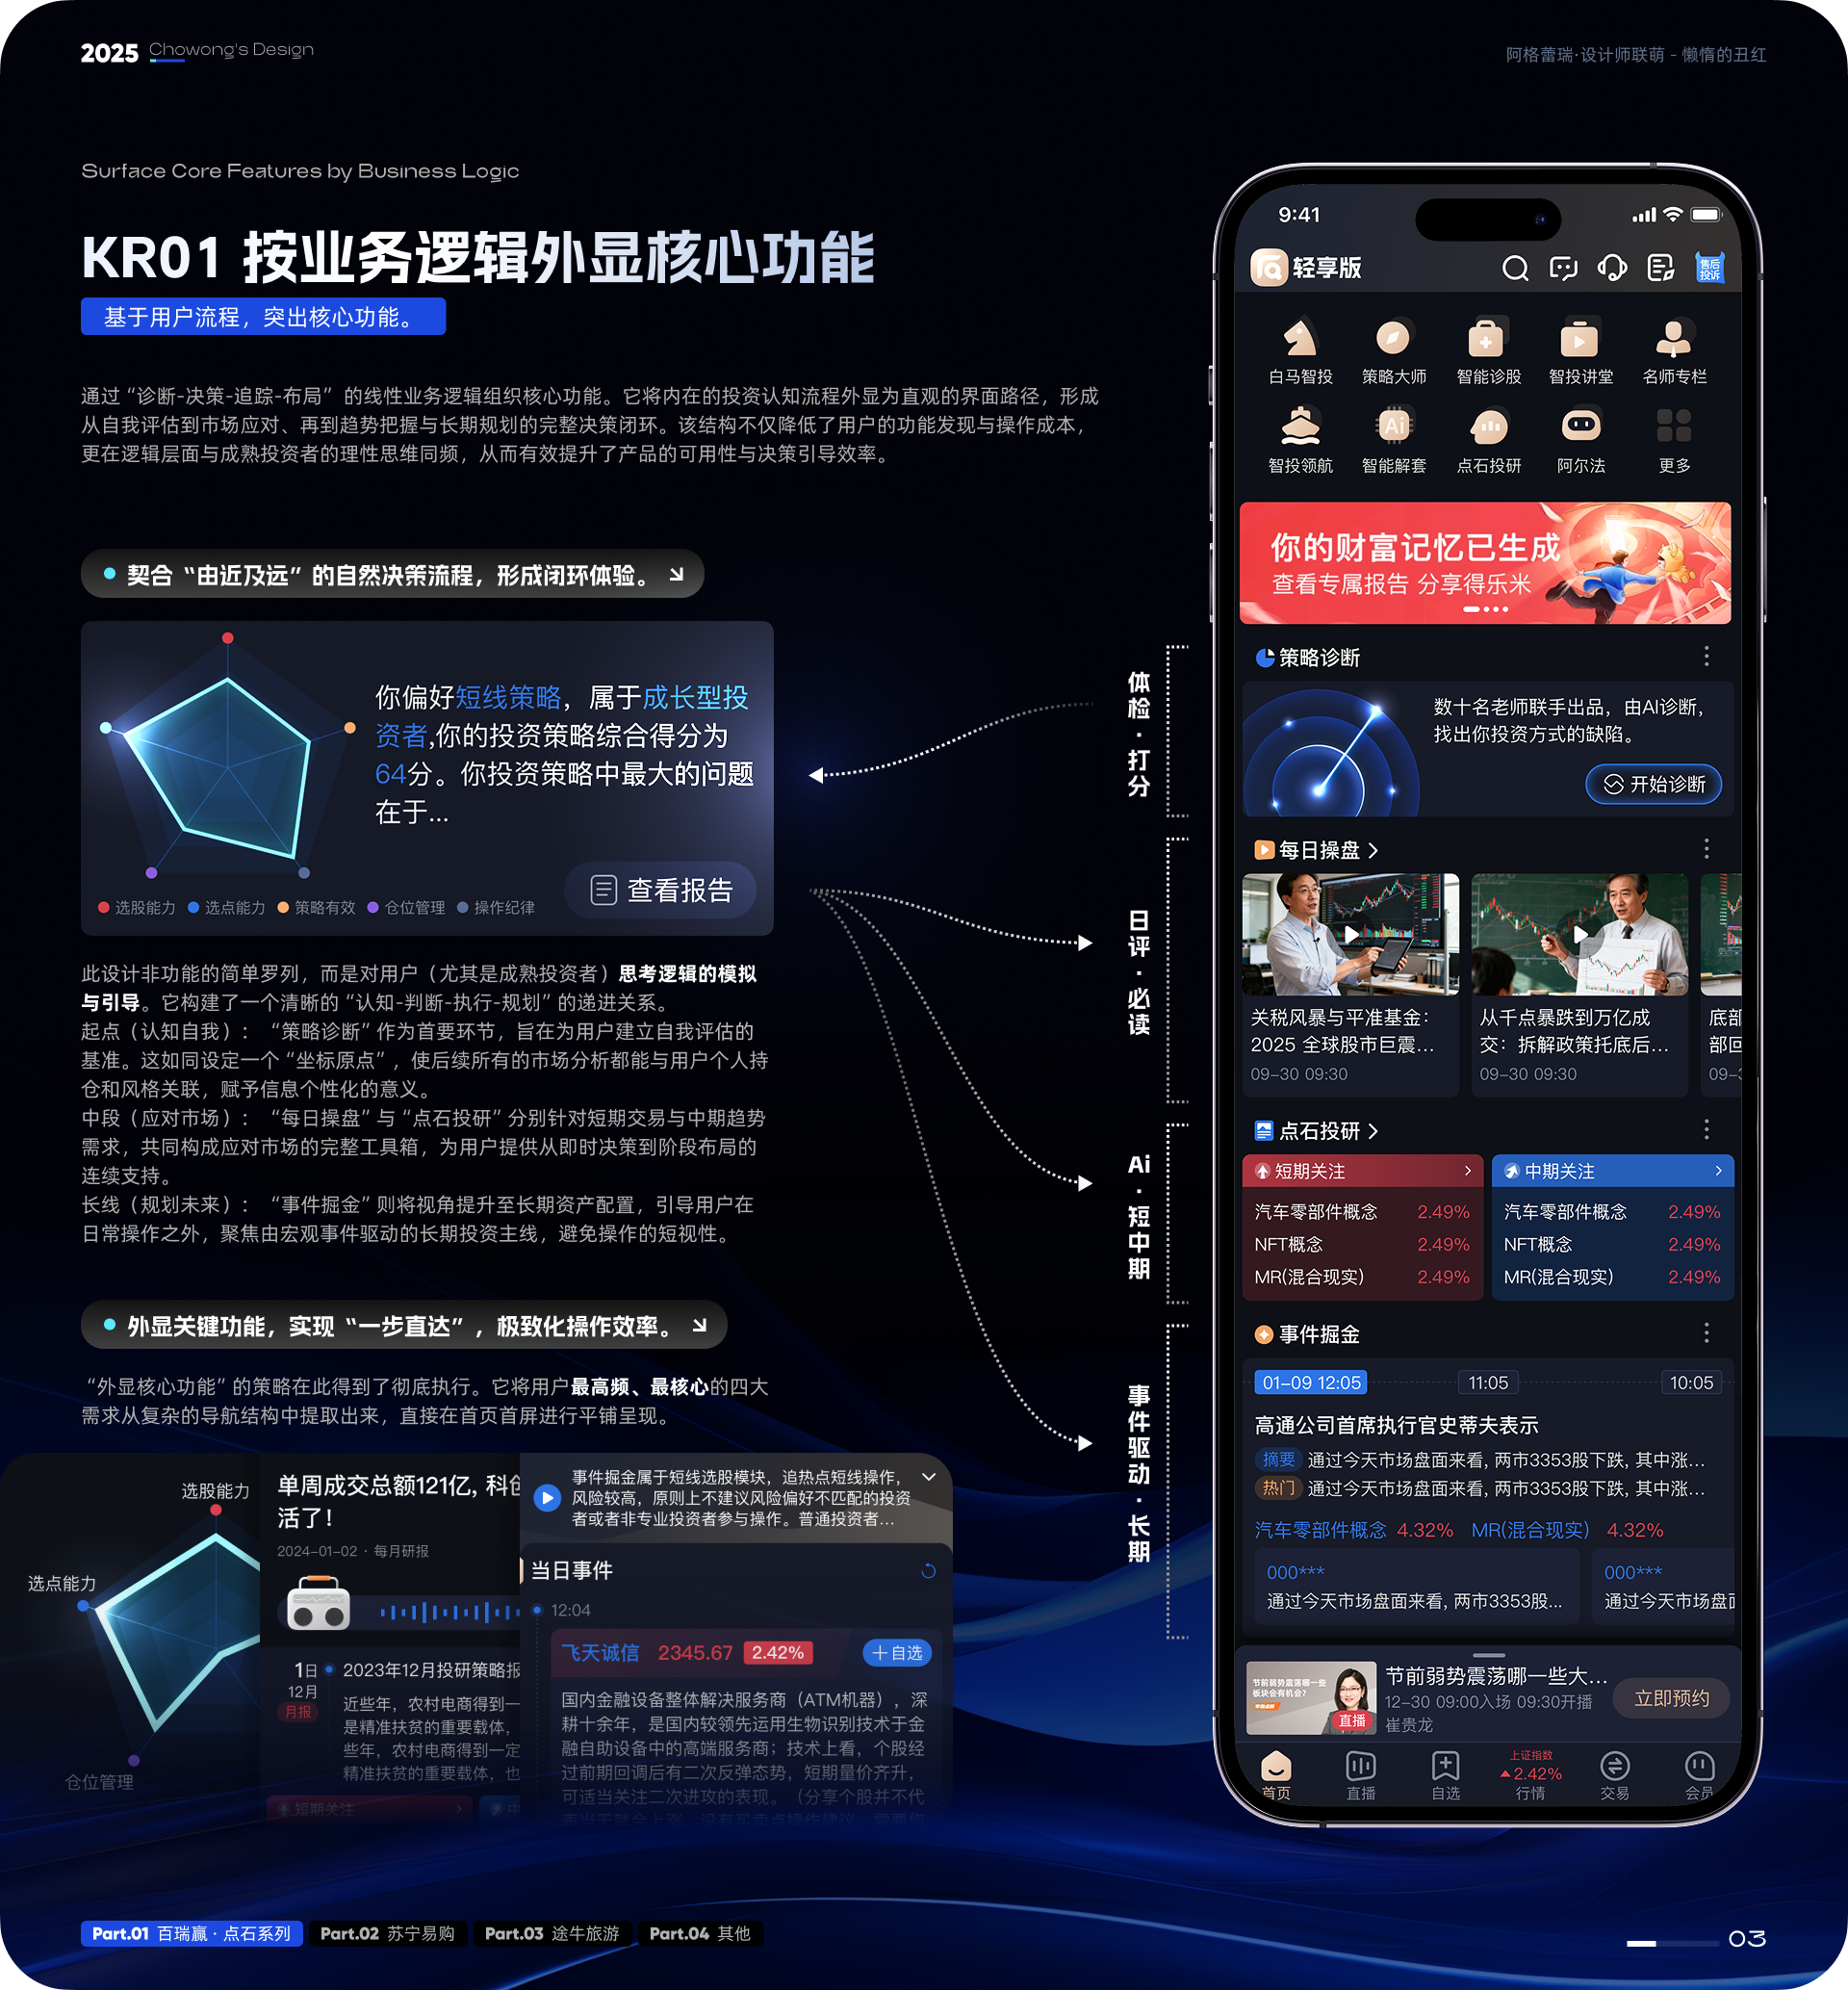 2025 Chowong's Design
阿格蕾瑞·设计师联萌 - 懒惰的丑红
Surface Core Features by Business Logic
KR01 按业务逻辑外显核心功能
基于用户流程，突出核心功能。
通过“诊断-决策-追踪-布局”的线性业务逻辑组织核心功能。它将内在的投资认知流程外显为直观的界面路径，形成
从自我评估到市场应对、再到趋势把握与长期规划的完整决策闭环。该结构不仅降低了用户的功能发现与操作成本，
更在逻辑层面与成熟投资者的理性思维同频，从而有效提升了产品的可用性与决策引导效率。
契合“由近及远”的自然决策流程，形成闭环体验。
你偏好短线策略，属于成长型投
资者,你的投资策略综合得分为
64分。你投资策略中最大的问题
在于...
查看报告
选股能力 选点能力 策略有效 仓位管理 操作纪律
此设计非功能的简单罗列，而是对用户（尤其是成熟投资者）思考逻辑的模拟
与引导。它构建了一个清晰的“认知-判断-执行-规划”的递进关系。
起点（认知自我）：“策略诊断”作为首要环节，旨在为用户建立自我评估的
基准。这如同设定一个“坐标原点”，使后续所有的市场分析都能与用户个人持
仓和风格关联，赋予信息个性化的意义。
中段（应对市场）：“每日操盘”与“点石投研”分别针对短期交易与中期趋势
需求，共同构成应对市场的完整工具箱，为用户提供从即时决策到阶段布局的
连续支持。
长线（规划未来）：“事件掘金”则将视角提升至长期资产配置，引导用户在
日常操作之外，聚焦由宏观事件驱动的长期投资主线，避免操作的短视性。
外显关键功能，实现“一步直达”，极致化操作效率。
“外显核心功能”的策略在此得到了彻底执行。它将用户最高频、最核心的四大
需求从复杂的导航结构中提取出来，直接在首页首屏进行平铺呈现。
选股能力
选点能力
仓位管理
单周成交总额121亿, 科创
活了！
2024-01-02 · 每月研报
1日
12月
月报
2023年12月投研策略报
近些年，农村电商得到一
是精准扶贫的重要载体，
些年，农村电商得到一定
精准扶贫的重要载体，也
短期关注
中
事件掘金属于短线选股模块，追热点短线操作，
风险较高，原则上不建议风险偏好不匹配的投资
者或者非专业投资者参与操作。普通投资者...
当日事件
12:04
飞天诚信 2345.67 2.42% 自选
国内金融设备整体解决服务商（ATM机器），深
耕十余年，是国内较领先运用生物识别技术于金
融自助设备中的高端服务商；技术上看，个股经
过前期回调后有二次反弹态势，短期量价齐升，
可适当关注二次进攻的表现。（分享个股并不代
体检·打分
日评·必读
Ai·短中期
事件驱动·长期
9:41
轻享版
售后
投诉
白马智投 策略大师 智能诊股 智投讲堂 名师专栏
Ai
智投领航 智能解套 点石投研 阿尔法 更多
你的财富记忆已生成
查看专属报告 分享得乐米
策略诊断
数十名老师联手出品，由AI诊断，
找出你投资方式的缺陷。
开始诊断
每日操盘
关税风暴与平准基金：
2025 全球股市巨震...
09-30 09:30
从千点暴跌到万亿成
交：拆解政策托底后...
09-30 09:30
底部
部回
09-3
点石投研
短期关注
汽车零部件概念 2.49%
NFT概念 2.49%
MR(混合现实) 2.49%
中期关注
汽车零部件概念 2.49%
NFT概念 2.49%
MR(混合现实) 2.49%
事件掘金
01-09 12:05 11:05 10:05
高通公司首席执行官史蒂夫表示
摘要 通过今天市场盘面来看, 两市3353股下跌, 其中涨...
热门 通过今天市场盘面来看, 两市3353股下跌, 其中涨...
汽车零部件概念 4.32% MR(混合现实) 4.32%
000***
通过今天市场盘面来看, 两市3353股...
000***
通过今天市场盘面
节前弱势震荡哪一些
板块会有机会?
直播
节前弱势震荡哪一些大...
12-30 09:00入场 09:30开播
崔贵龙
立即预约
上证指数
2.42%
首页 直播 自选 行情 交易 会员
Part.01 百瑞赢·点石系列 Part.02 苏宁易购 Part.03 途牛旅游 Part.04 其他
03